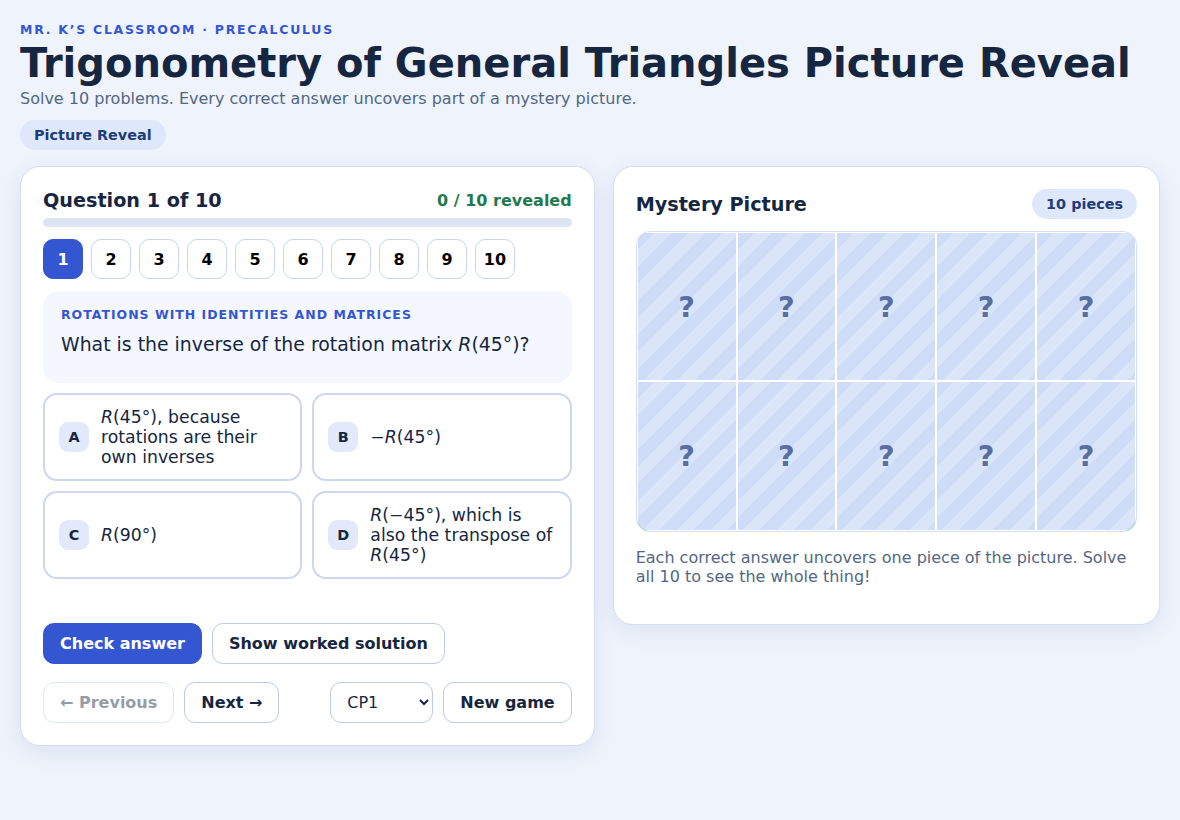 MR. K’S CLASSROOM · PRECALCULUS
Trigonometry of General Triangles Picture Reveal
Solve 10 problems. Every correct answer uncovers part of a mystery picture.
Picture Reveal
Question 1 of 10
0 / 10 revealed
1 2 3 4 5 6 7 8 9 10
ROTATIONS WITH IDENTITIES AND MATRICES
What is the inverse of the rotation matrix R(45°)?
A
R(45°), because
rotations are their
own inverses
B
−R(45°)
C
R(90°)
D
R(−45°), which is
also the transpose of
R(45°)
Check answer
Show worked solution
← Previous
Next →
CP1
New game
Mystery Picture
10 pieces
? ? ? ? ?
? ? ? ? ?
Each correct answer uncovers one piece of the picture. Solve
all 10 to see the whole thing!